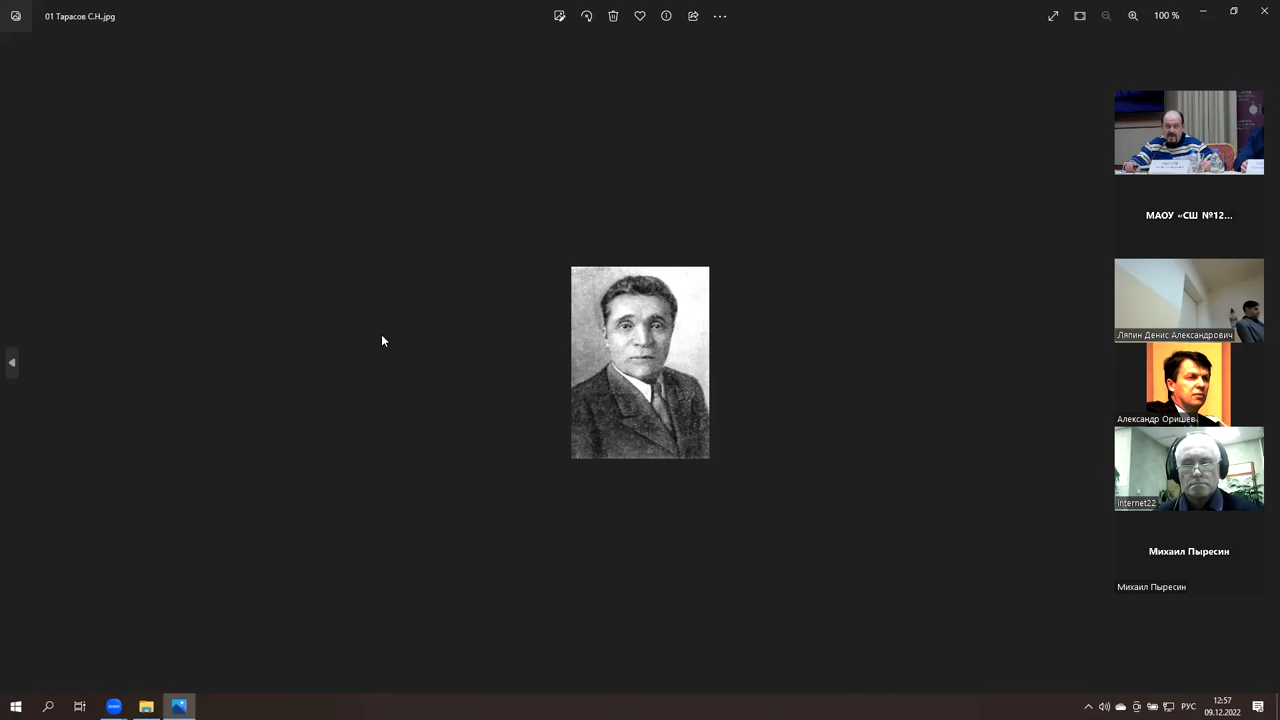 01 Тарасов С.Н..jpg
100 %
МАОУ «СШ №12...
Ляпин Денис Александрович
Александр Оришев
internet22
Михаил Пыресин
Михаил Пыресин
zoom
РУС
12:57
09.12.2022